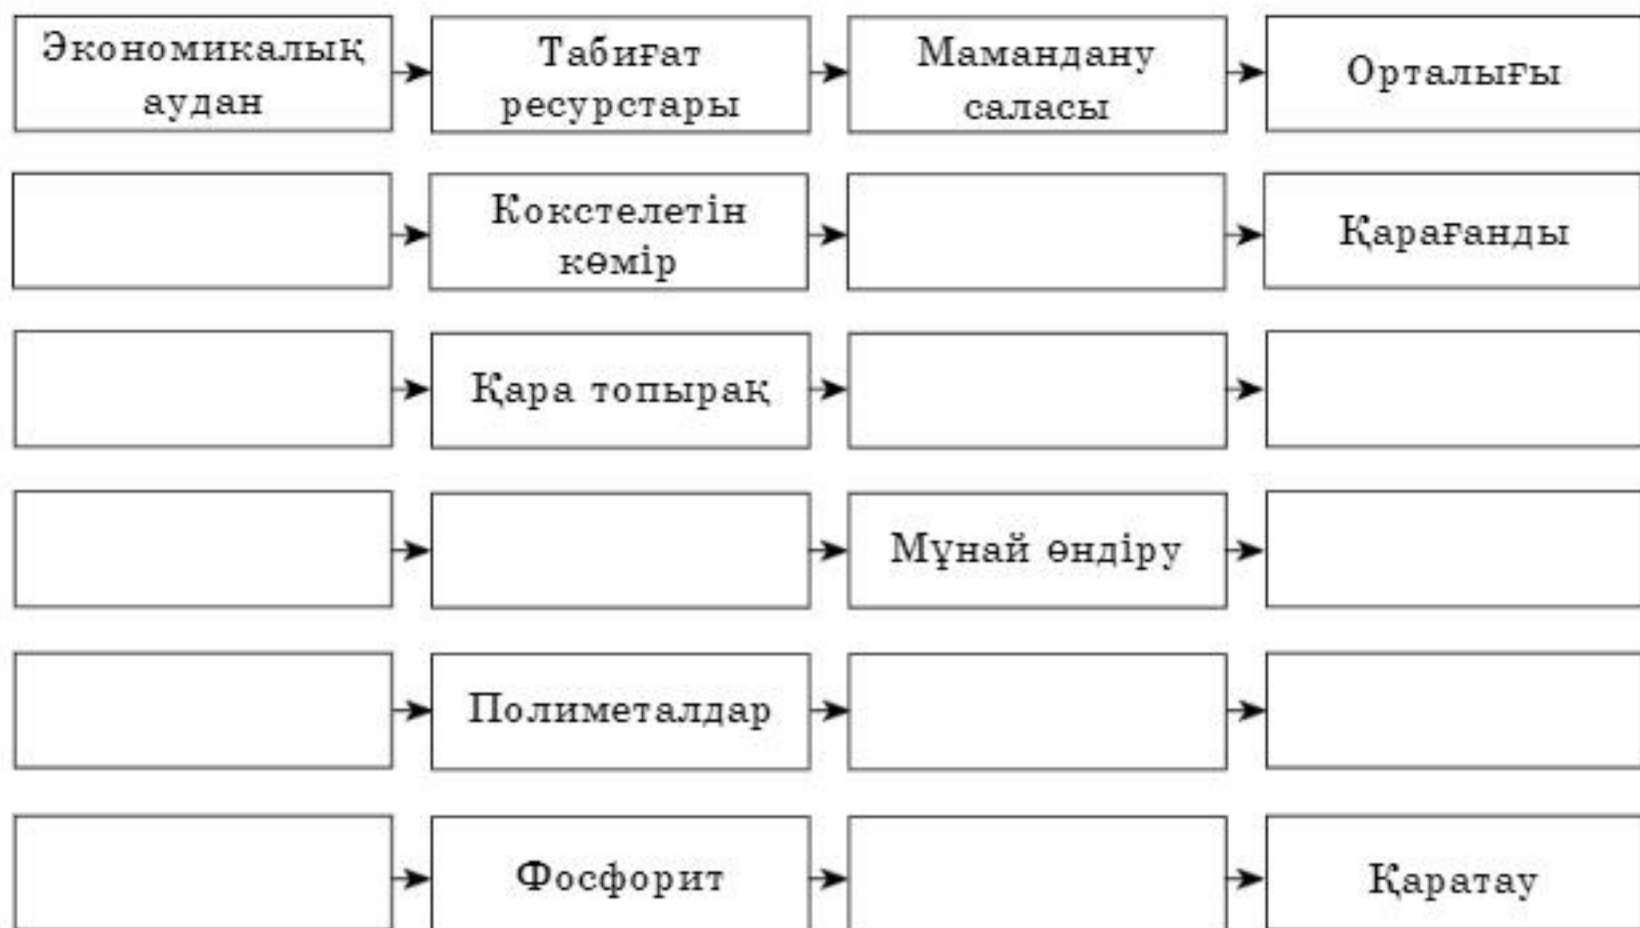 Экономикалық
аудан
Табиғат
ресурстары
Мамандану
саласы
Орталығы
Кокстелетін
көмір
Қарағанды
Қара топырақ
Мұнай өндіру
Полиметалдар
Фосфорит
Қаратау